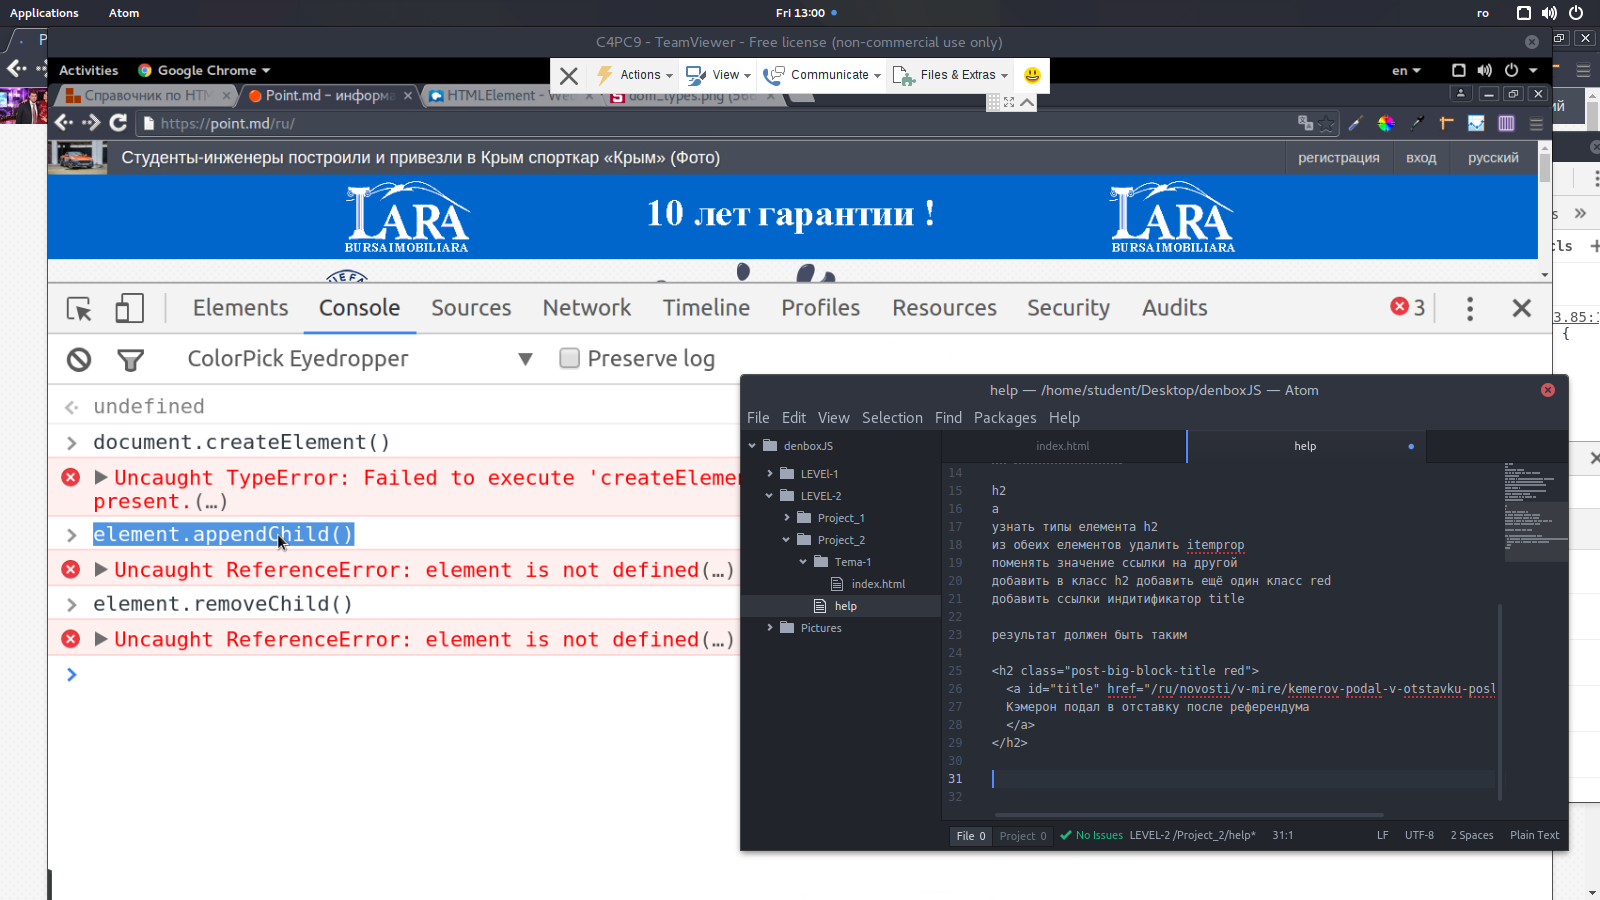 Applications
Atom
Fri 13:00
ro
C4PC9 - TeamViewer - Free license (non-commercial use only)
Activities
Google Chrome
Actions
View
Communicate
Files & Extras
en
Справочник по HTM
Point.md – информа
HTMLElement - We
dom_types.png (560
https://point.md/ru/
Студенты-инженеры построили и привезли в Крым спорткар «Крым» (Фото)
регистрация
вход
русский
LARA
BURSA IMOBILIARA
10 лет гарантии !
LARA
BURSA IMOBILIARA
UEFA
Elements
Console
Sources
Network
Timeline
Profiles
Resources
Security
Audits
3
ColorPick Eyedropper
Preserve log
undefined
document.createElement()
Uncaught TypeError: Failed to execute 'createElemen
present.(…)
element.appendChild()
Uncaught ReferenceError: element is not defined(…)
element.removeChild()
Uncaught ReferenceError: element is not defined(…)
help — /home/student/Desktop/denboxJS — Atom
File
Edit
View
Selection
Find
Packages
Help
denboxJS
LEVEl-1
LEVEL-2
Project_1
Project_2
Tema-1
index.html
help
Pictures
index.html
help
14
15 h2
16 a
17 узнать типы елемента h2
18 из обеих елементов удалить itemprop
19 поменять значение ссылки на другой
20 добавить в класс h2 добавить ещё один класс red
21 добавить ссылки индитификатор title
22
23 результат должен быть таким
24
25 <h2 class="post-big-block-title red">
26 <a id="title" href="/ru/novosti/v-mire/kemerov-podal-v-otstavku-posl
27 Кэмерон подал в отставку после референдума
28 </a>
29 </h2>
30
31
32
File 0
Project 0
No Issues
LEVEL-2 /Project_2/help*
31:1
LF
UTF-8
2 Spaces
Plain Text